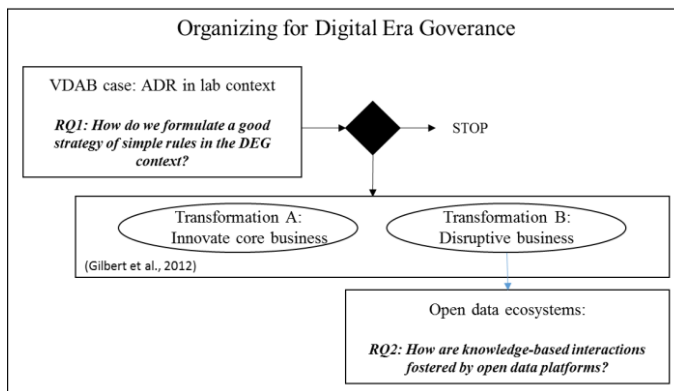 Organizing for Digital Era Goverance
VDAB case: ADR in lab context
RQ1: How do we formulate a good
strategy of simple rules in the DEG
context?
STOP
Transformation A:
Innovate core business
Transformation B:
Disruptive business
(Gilbert et al., 2012)
Open data ecosystems:
RQ2: How are knowledge-based interactions
fostered by open data platforms?